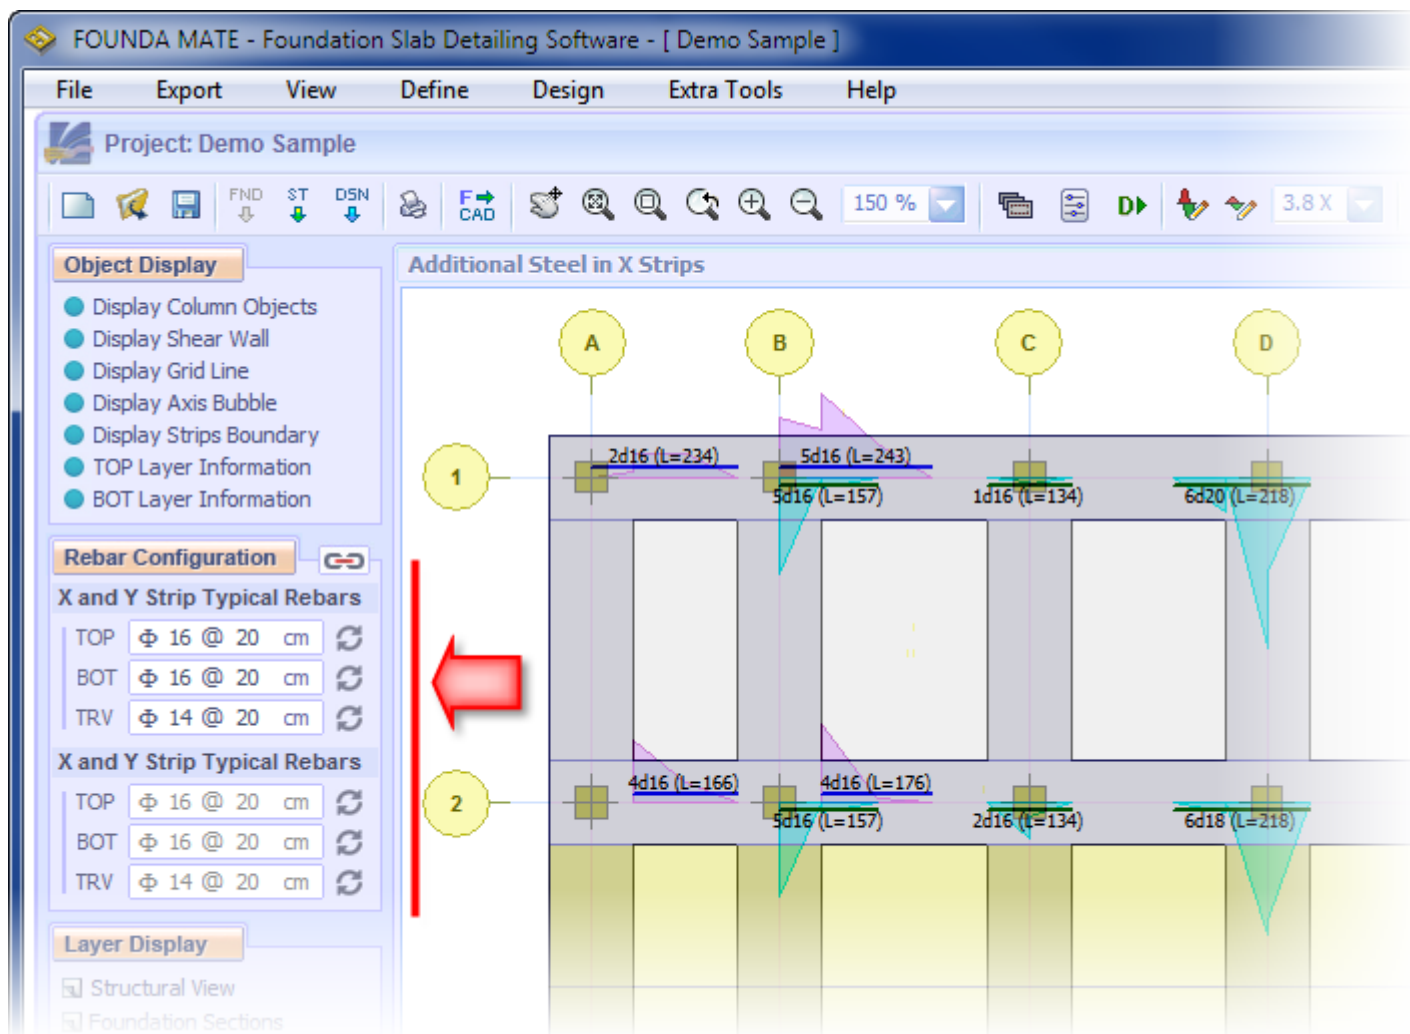 FOUNDA MATE - Foundation Slab Detailing Software - [ Demo Sample ]
File Export View Define Design Extra Tools Help
Project: Demo Sample
FND ST DSN F CAD 150 % D 3.8 X
Object Display
Display Column Objects
Display Shear Wall
Display Grid Line
Display Axis Bubble
Display Strips Boundary
TOP Layer Information
BOT Layer Information
Rebar Configuration
X and Y Strip Typical Rebars
TOP Φ 16 @ 20 cm
BOT Φ 16 @ 20 cm
TRV Φ 14 @ 20 cm
X and Y Strip Typical Rebars
TOP Φ 16 @ 20 cm
BOT Φ 16 @ 20 cm
TRV Φ 14 @ 20 cm
Layer Display
Structural View
Foundation Sections
Additional Steel in X Strips
A B C D
1
2d16 (L=234) 5d16 (L=243)
5d16 (L=157) 1d16 (L=134) 6d20 (L=218)
2
4d16 (L=166) 4d16 (L=176)
5d16 (L=157) 2d16 (L=134) 6d18 (L=218)